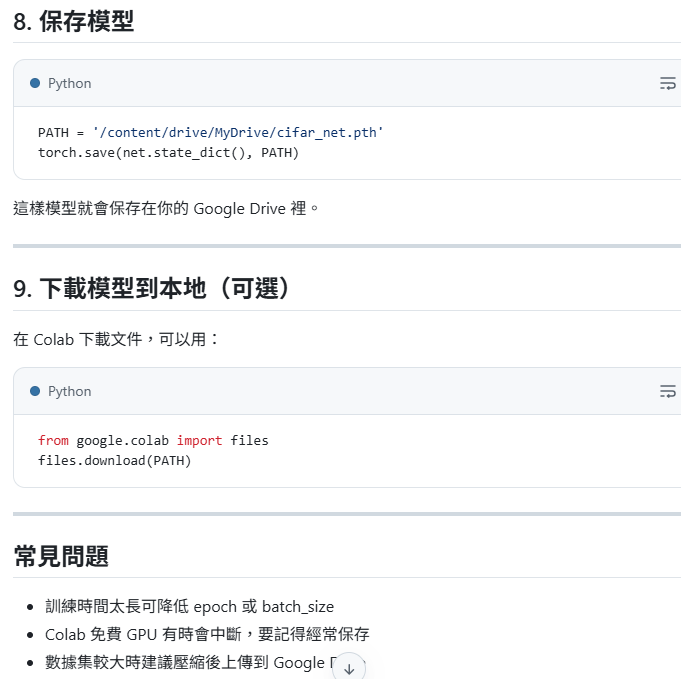 8. 保存模型
Python
PATH = '/content/drive/MyDrive/cifar_net.pth'
torch.save(net.state_dict(), PATH)
這樣模型就會保存在你的 Google Drive 裡。
9. 下載模型到本地（可選）
在 Colab 下載文件，可以用：
Python
from google.colab import files
files.download(PATH)
常見問題
訓練時間太長可降低 epoch 或 batch_size
Colab 免費 GPU 有時會中斷，要記得經常保存
數據集較大時建議壓縮後上傳到 Google